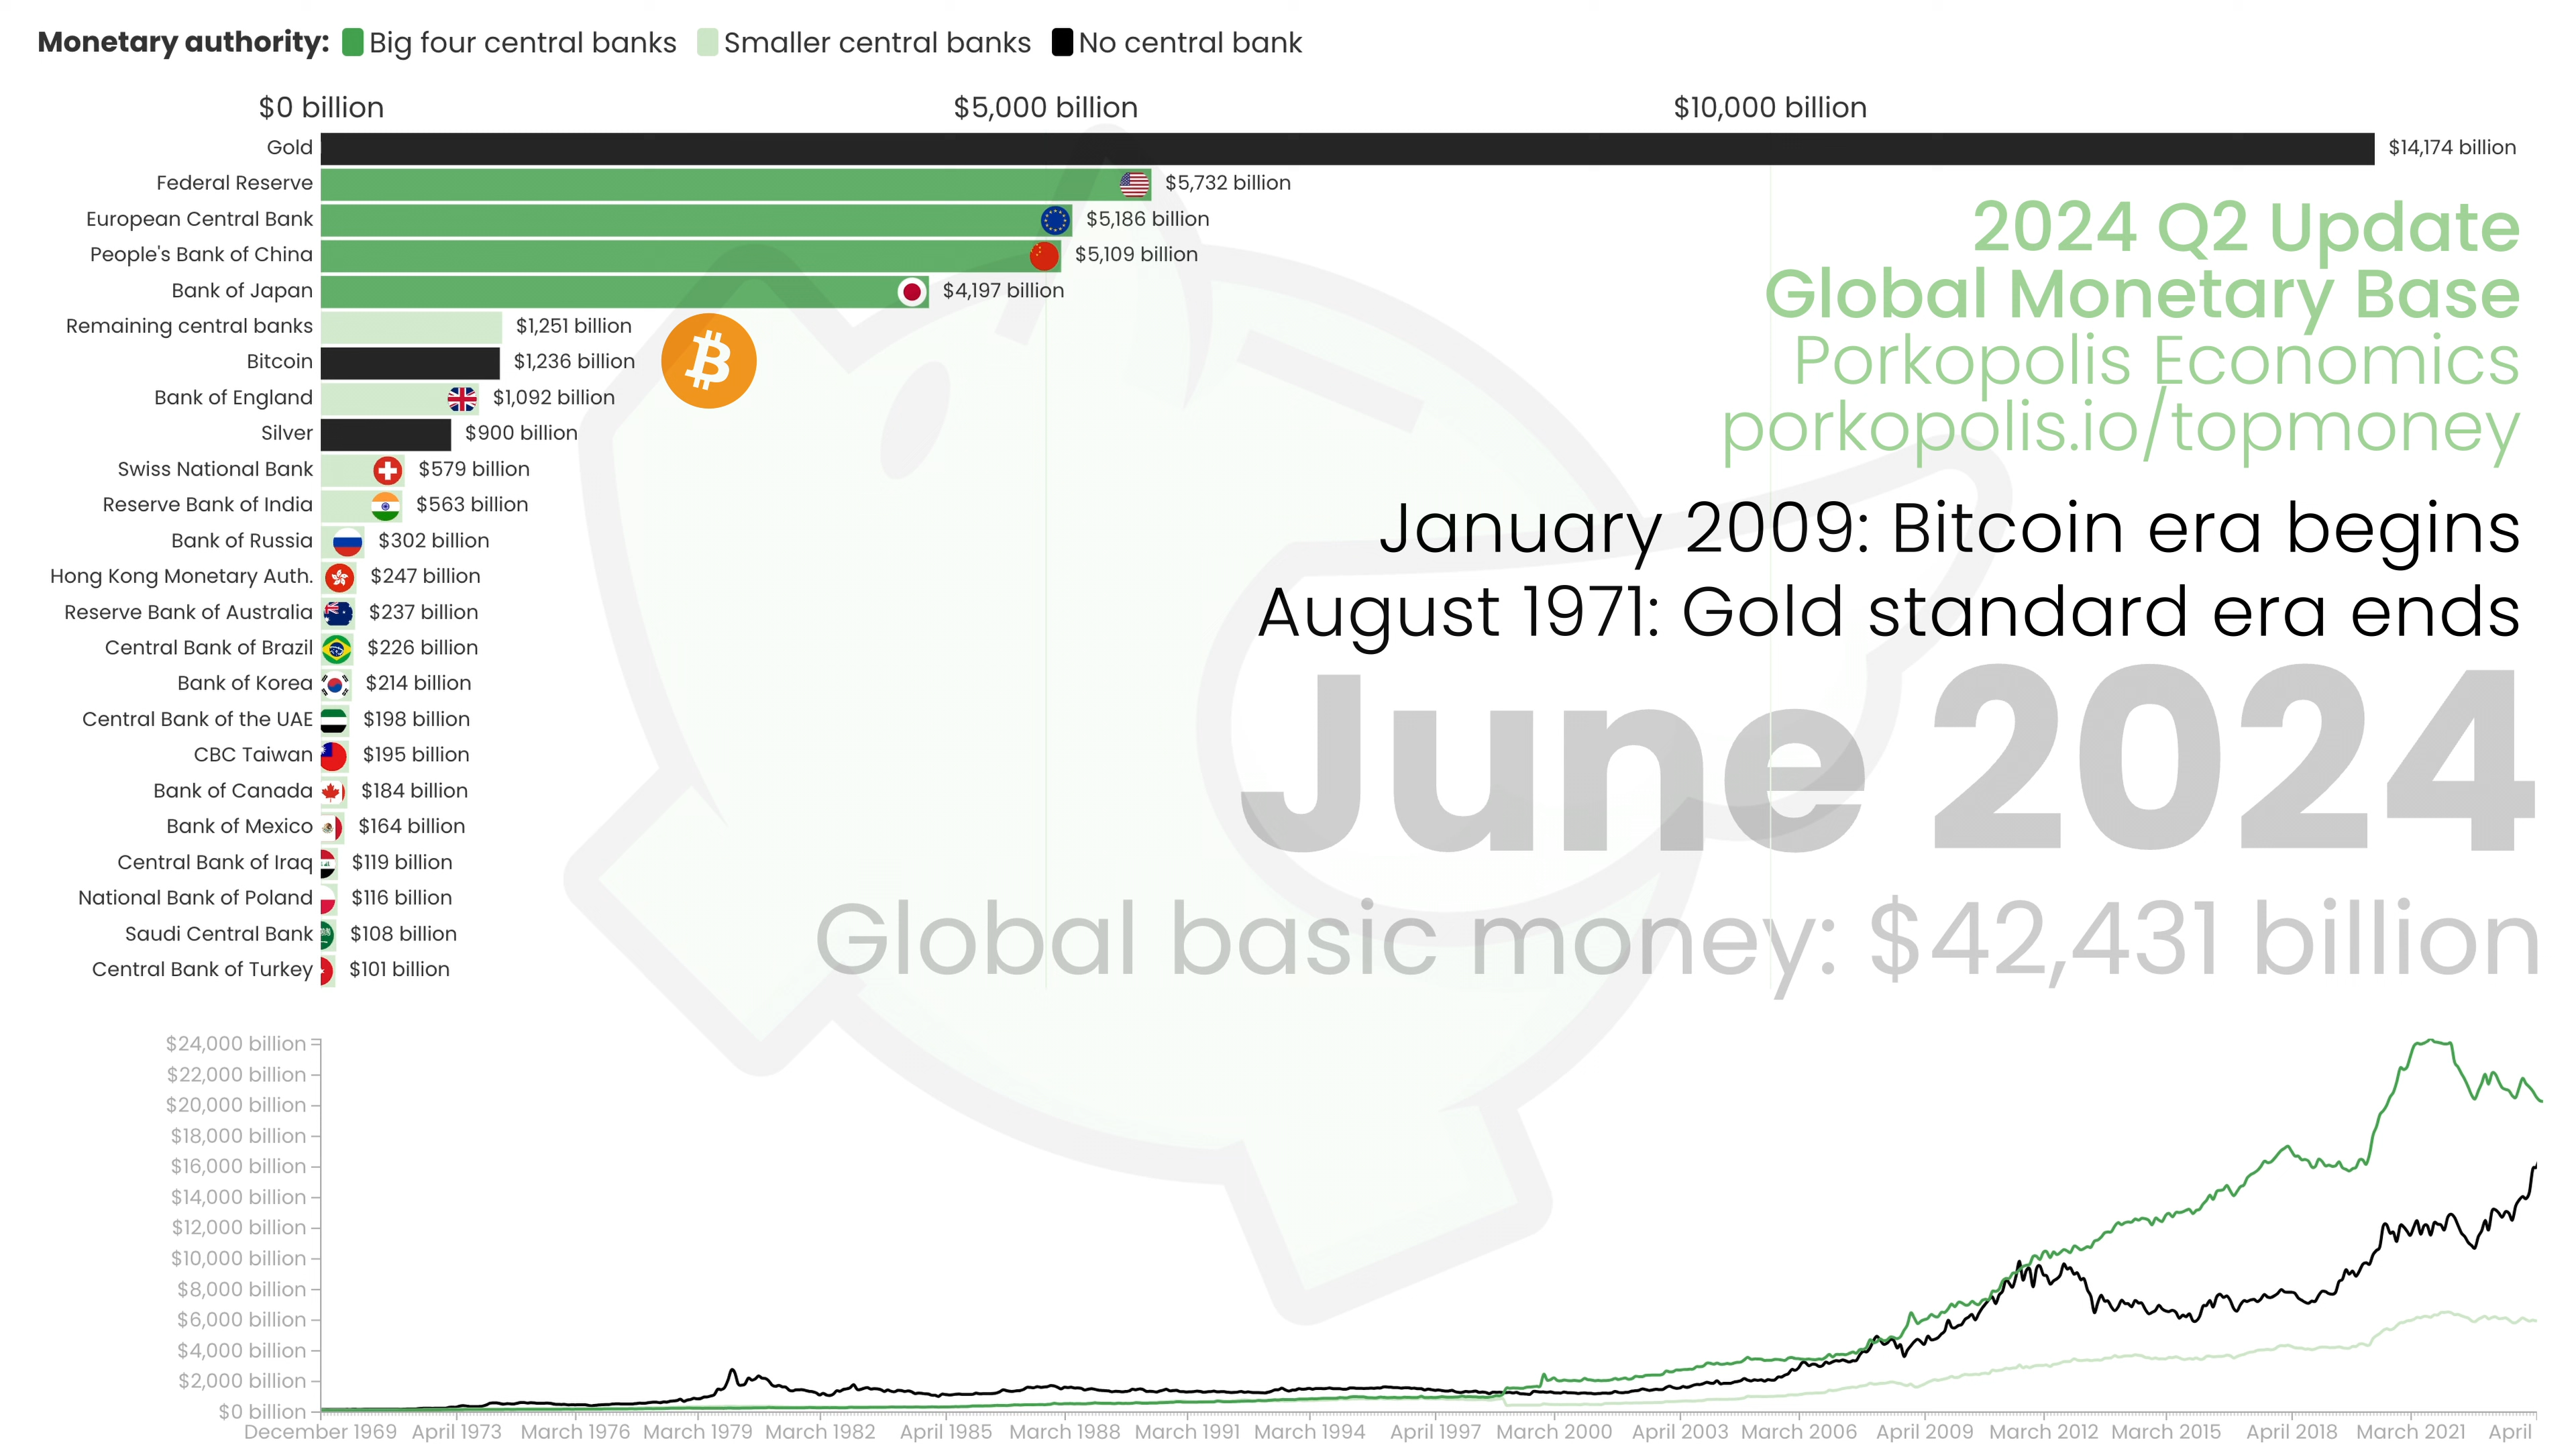 Monetary authority: Big four central banks Smaller central banks No central bank
$0 billion $5,000 billion $10,000 billion
Gold $14,174 billion
Federal Reserve $5,732 billion
European Central Bank $5,186 billion
People's Bank of China $5,109 billion
Bank of Japan $4,197 billion
Remaining central banks $1,251 billion
Bitcoin $1,236 billion
Bank of England $1,092 billion
Silver $900 billion
Swiss National Bank $579 billion
Reserve Bank of India $563 billion
Bank of Russia $302 billion
Hong Kong Monetary Auth. $247 billion
Reserve Bank of Australia $237 billion
Central Bank of Brazil $226 billion
Bank of Korea $214 billion
Central Bank of the UAE $198 billion
CBC Taiwan $195 billion
Bank of Canada $184 billion
Bank of Mexico $164 billion
Central Bank of Iraq $119 billion
National Bank of Poland $116 billion
Saudi Central Bank $108 billion
Central Bank of Turkey $101 billion
2024 Q2 Update
Global Monetary Base
Porkopolis Economics
porkopolis.io/topmoney
January 2009: Bitcoin era begins
August 1971: Gold standard era ends
June 2024
Global basic money: $42,431 billion
$24,000 billion
$22,000 billion
$20,000 billion
$18,000 billion
$16,000 billion
$14,000 billion
$12,000 billion
$10,000 billion
$8,000 billion
$6,000 billion
$4,000 billion
$2,000 billion
$0 billion
December 1969 April 1973 March 1976 March 1979 March 1982 April 1985 March 1988 March 1991 March 1994 April 1997 March 2000 April 2003 March 2006 April 2009 March 2012 March 2015 April 2018 March 2021 April